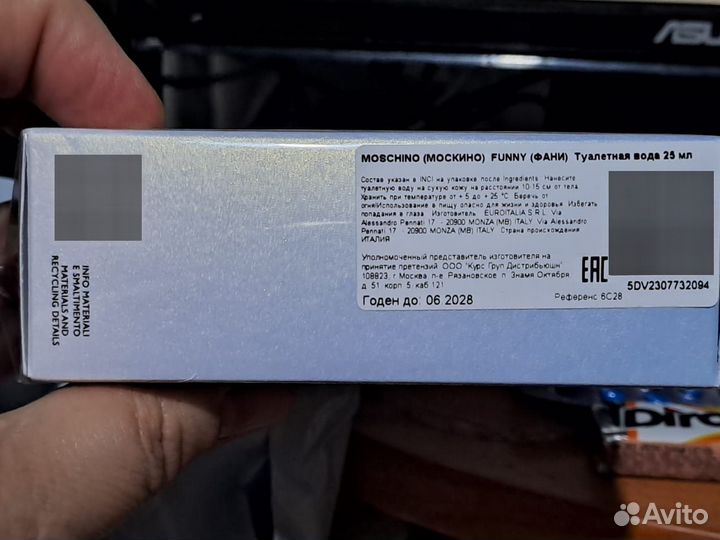 ASU
MOSCHINO (МОСКИНО) FUNNY (ФАНИ) Туалетная вода 25 мл
Состав указан в INCI на упаковке после Ingredients Нанесите
туалетную воду на сухую кожу на расстоянии 10-15 см от тела
Хранить при температуре от + 5 до + 25 °C Беречь от
огня!Использование в пищу опасно для жизни и здоровья Избегать
попадания в глаза Изготовитель EUROITALIA S.R.L. Via
Alessandro Pennati 17 - 20900 MONZA (MB) ITALY, Via Alessandro
Pennati 17 - 20900 MONZA (MB) ITALY Страна происхождения
ИТАЛИЯ
Уполномоченный представитель изготовителя на
принятие претензий: ООО "Курс Груп Дистрибьюшн"
109823, г Москва п-е Рязановское п Знамя Октября
д. 51 корп 5 каб 121
EAC
5DV2307732094
Годен до: 06.2028
Референс 6C28
INFO MATERIALI
E SMALTIMENTO
MATERIALS AND
RECYCLING DETAILS
Diro
Avito